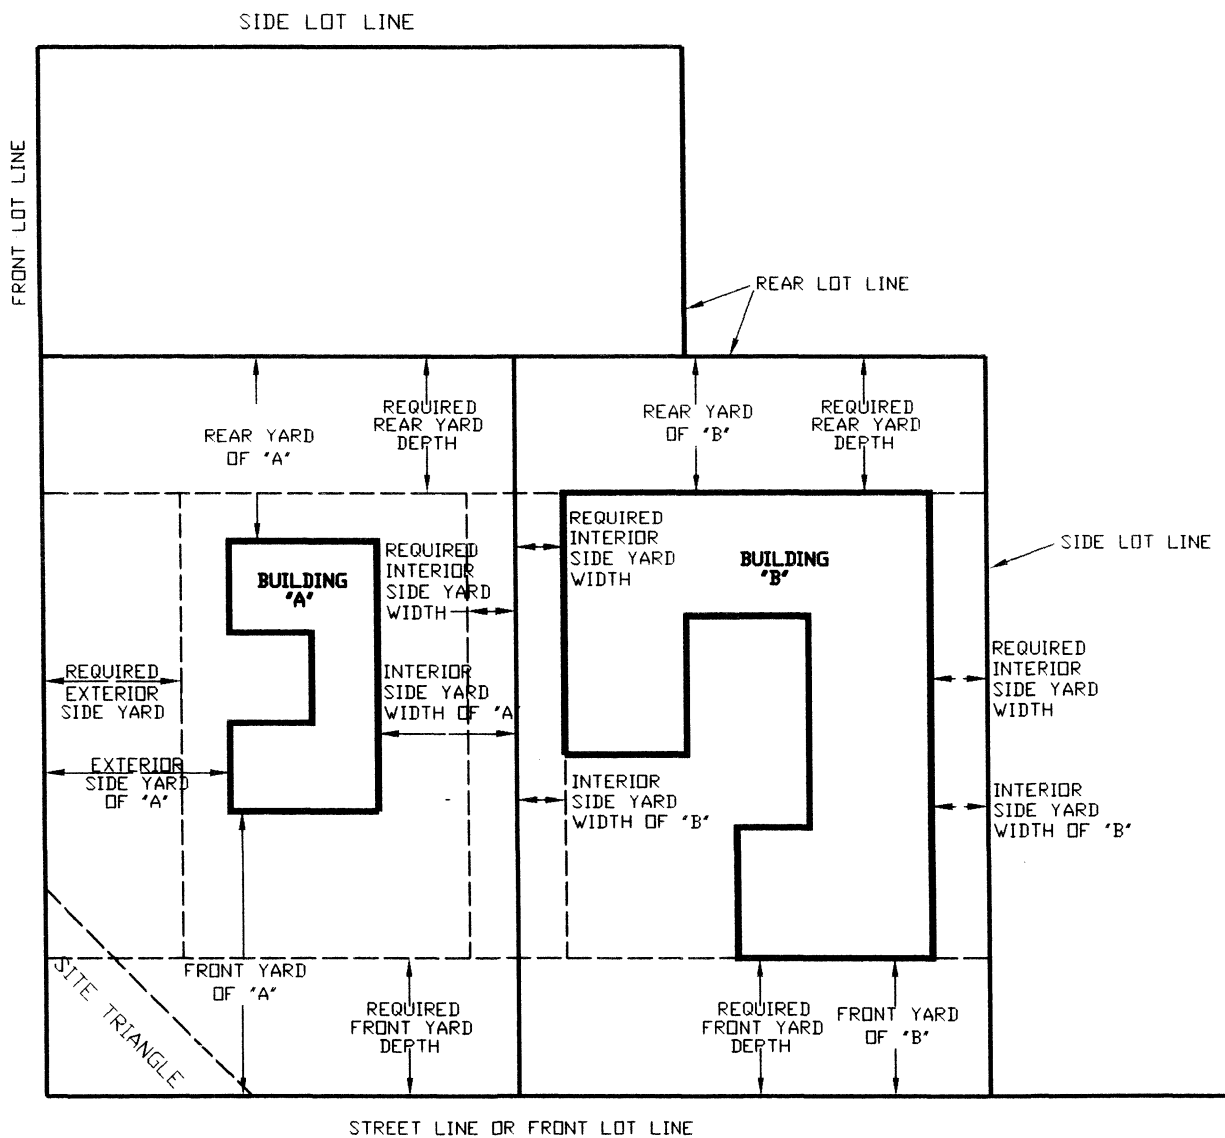 SIDE LOT LINE
FRONT LOT LINE
REAR LOT LINE
REAR YARD
OF "A"
REQUIRED
REAR YARD
DEPTH
REAR YARD
OF "B"
REQUIRED
REAR YARD
DEPTH
BUILDING
"A"
REQUIRED
INTERIOR
SIDE YARD
WIDTH
REQUIRED
INTERIOR
SIDE YARD
WIDTH
BUILDING
"B"
SIDE LOT LINE
REQUIRED
EXTERIOR
SIDE YARD
INTERIOR
SIDE YARD
WIDTH OF "A"
REQUIRED
INTERIOR
SIDE YARD
WIDTH
EXTERIOR
SIDE YARD
OF "A"
INTERIOR
SIDE YARD
WIDTH OF "B"
INTERIOR
SIDE YARD
WIDTH OF "B"
SITE TRIANGLE
FRONT YARD
OF "A"
REQUIRED
FRONT YARD
DEPTH
REQUIRED
FRONT YARD
DEPTH
FRONT YARD
OF "B"
STREET LINE OR FRONT LOT LINE